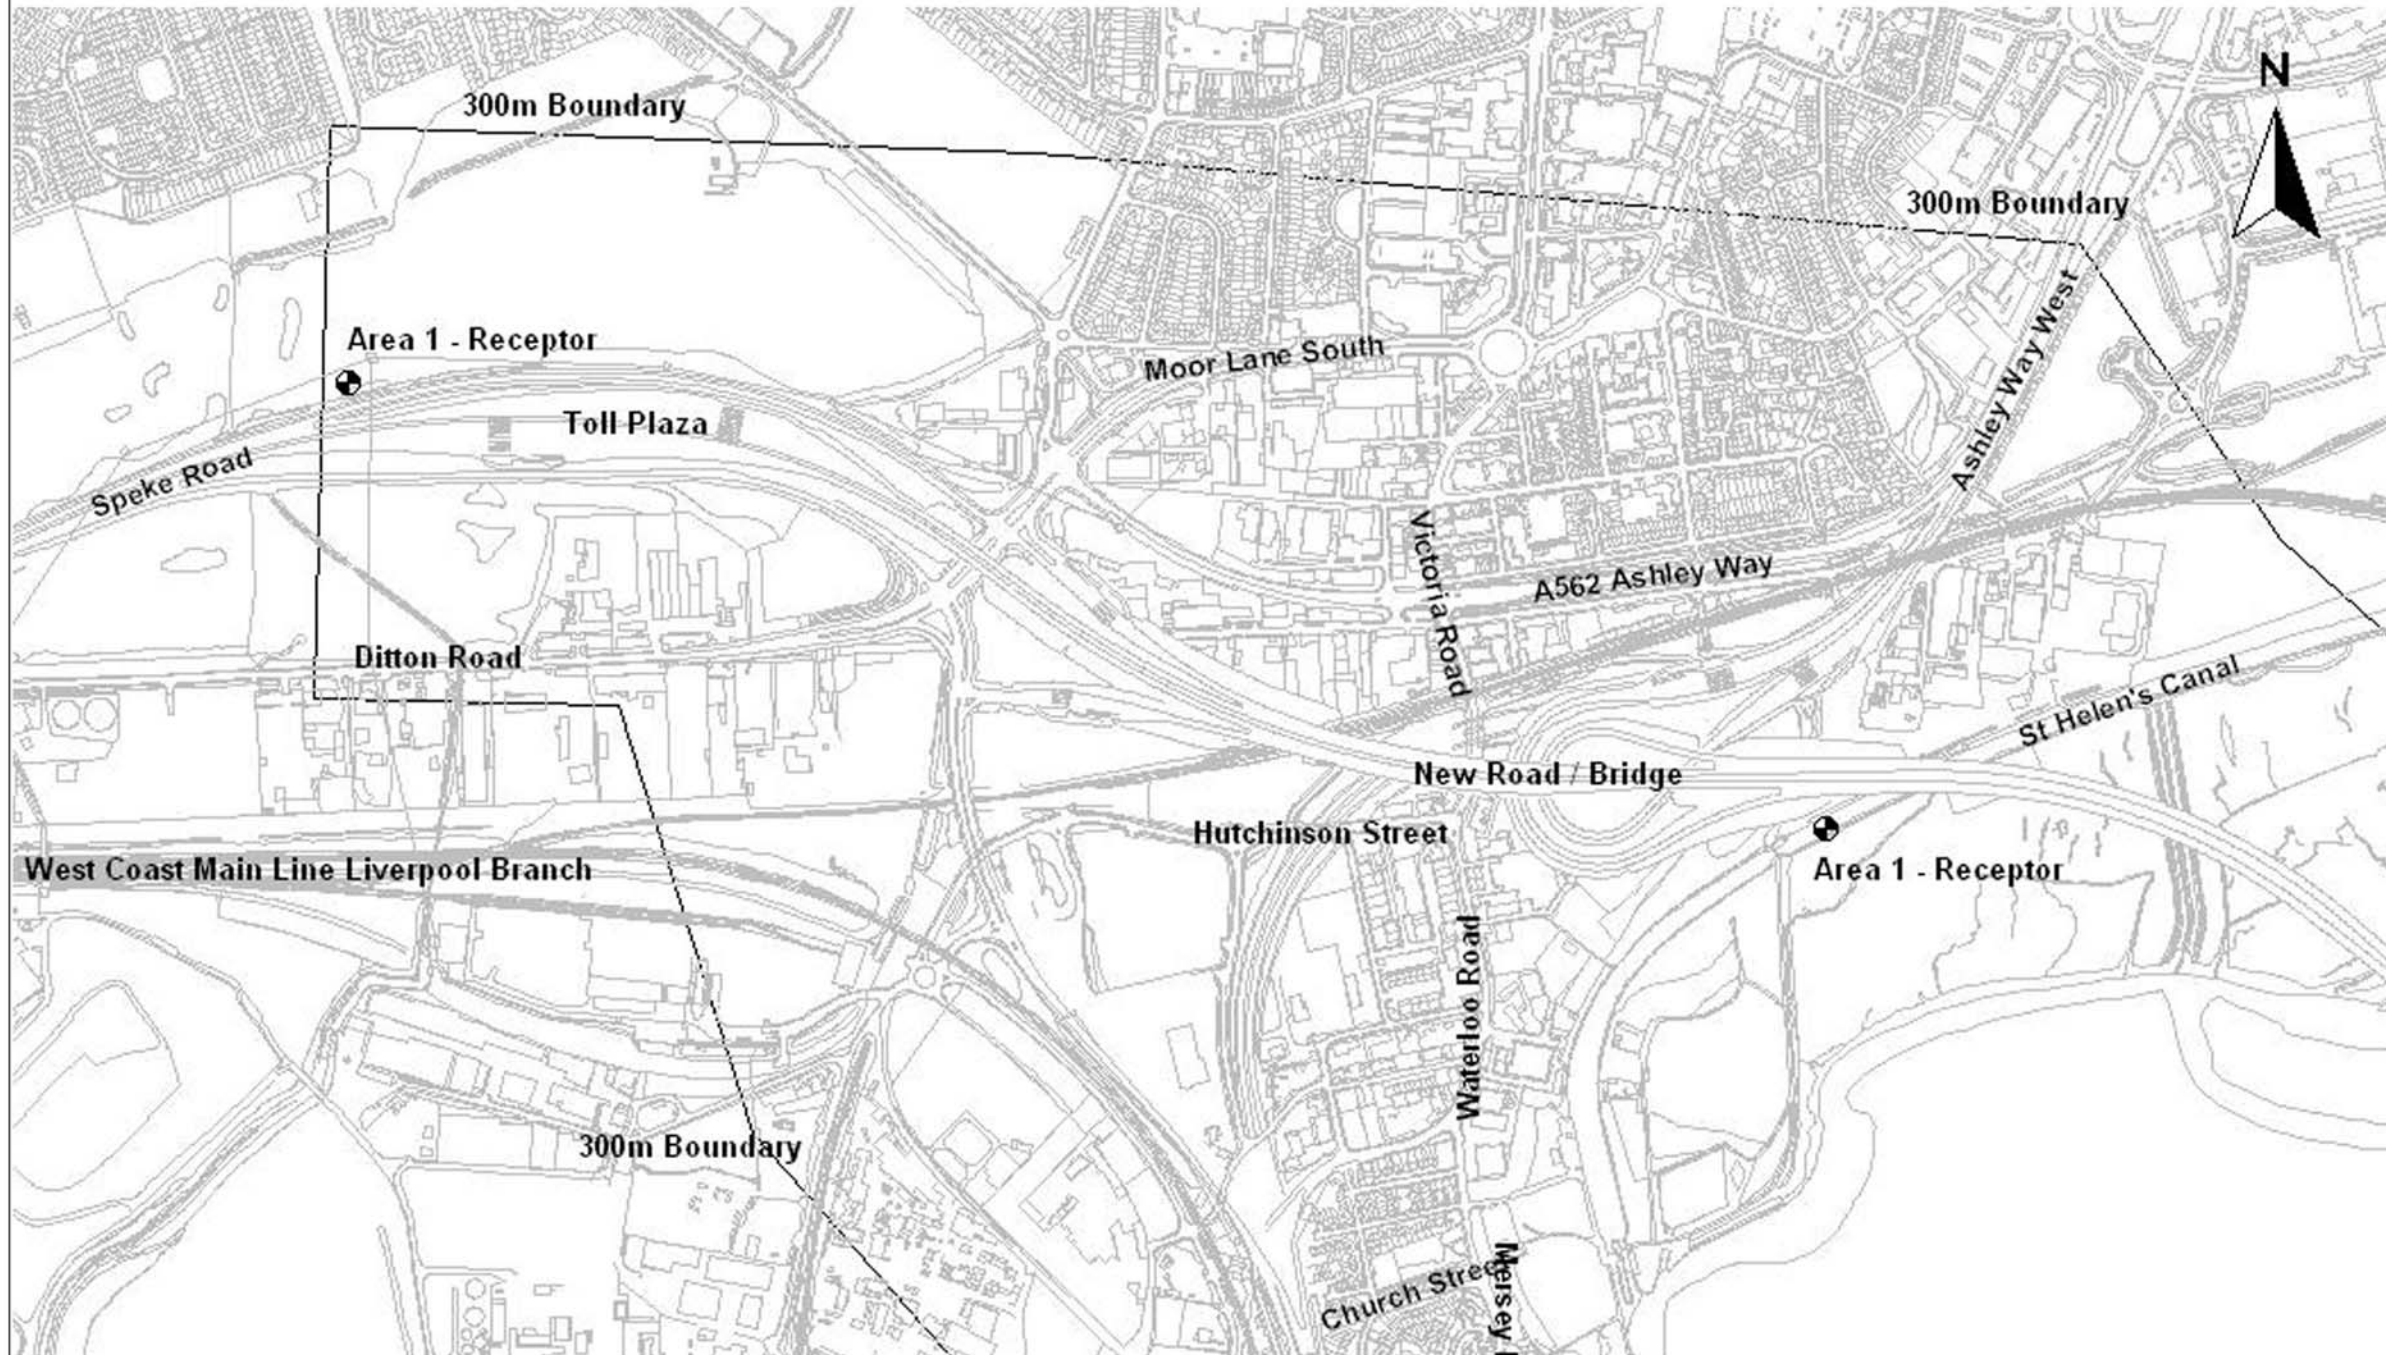 N
300m Boundary
300m Boundary
Area 1 - Receptor
Moor Lane South
Ashley Way West
Toll Plaza
Speke Road
Victoria Road
A562 Ashley Way
Ditton Road
St Helen's Canal
New Road / Bridge
Hutchinson Street
West Coast Main Line Liverpool Branch
Area 1 - Receptor
Waterloo Road
300m Boundary
Church Street
Mersey